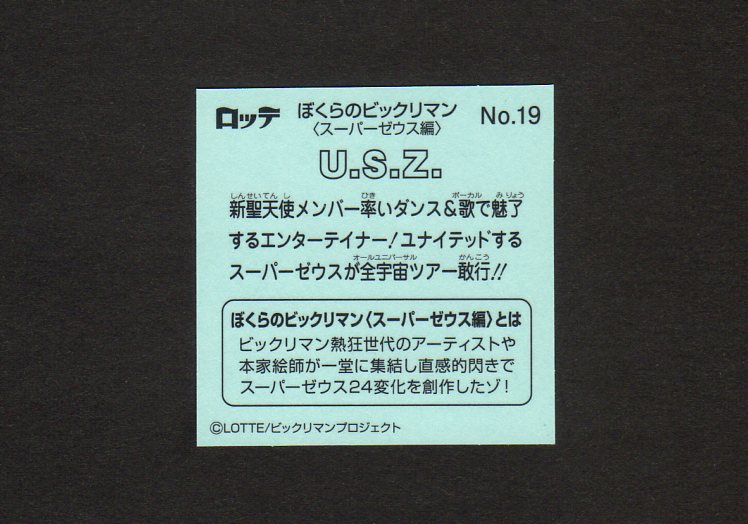 ロッテ ぼくらのビックリマン No.19
〈スーパーゼウス編〉
U.S.Z.
しんせいてんし ひき ボーカル みりょう
新聖天使メンバー率いダンス&歌で魅了
するエンターテイナー!ユナイテッドする
オールユニバーサル かんこう
スーパーゼウスが全宇宙ツアー敢行!!
ぼくらのビックリマン〈スーパーゼウス編〉とは
ビックリマン熱狂世代のアーティストや
本家絵師が一堂に集結し直感的閃きで
スーパーゼウス24変化を創作したゾ!
©LOTTE/ビックリマンプロジェクト